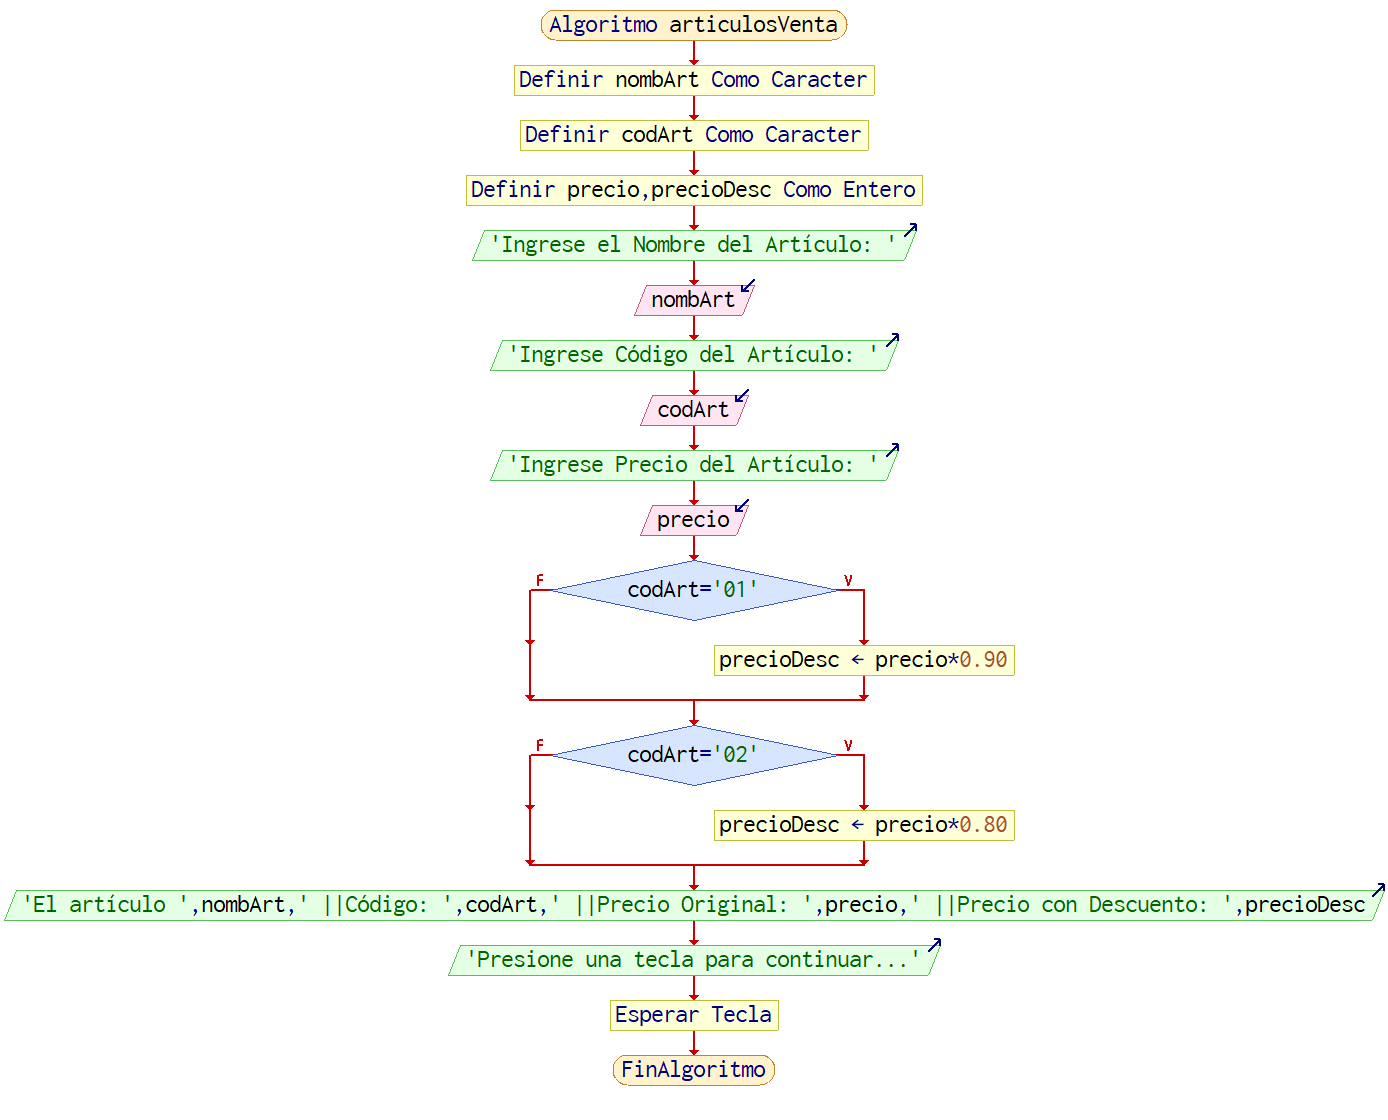 Algoritmo articulosVenta
Definir nombArt Como Caracter
Definir codArt Como Caracter
Definir precio,precioDesc Como Entero
'Ingrese el Nombre del Artículo: '
nombArt
'Ingrese Código del Artículo: '
codArt
'Ingrese Precio del Artículo: '
precio
F codArt='01' V
precioDesc ← precio*0.90
F codArt='02' V
precioDesc ← precio*0.80
'El artículo ',nombArt,' ||Código: ',codArt,' ||Precio Original: ',precio,' ||Precio con Descuento: ',precioDesc
'Presione una tecla para continuar...'
Esperar Tecla
FinAlgoritmo